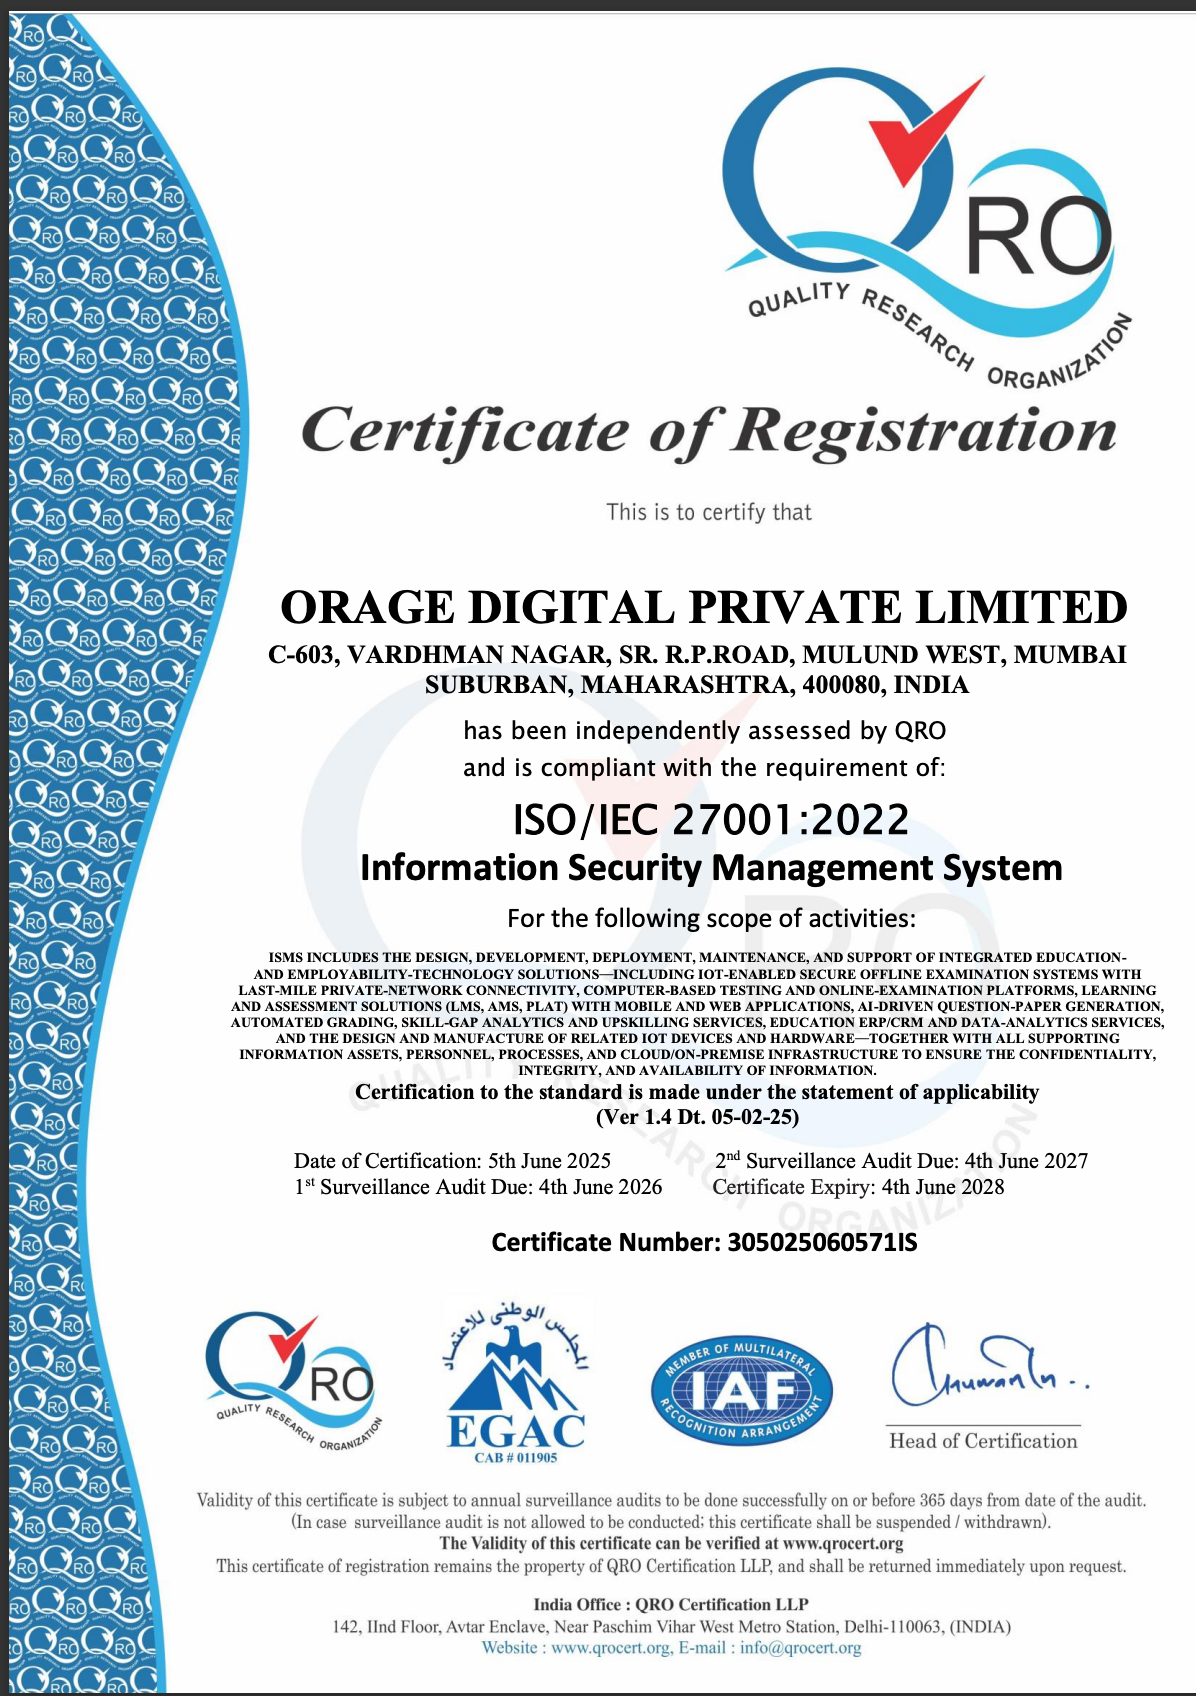 QRO
QUALITY RESEARCH ORGANIZATION
Certificate of Registration
This is to certify that
ORAGE DIGITAL PRIVATE LIMITED
C-603, VARDHMAN NAGAR, SR. R.P.ROAD, MULUND WEST, MUMBAI
SUBURBAN, MAHARASHTRA, 400080, INDIA
has been independently assessed by QRO
and is compliant with the requirement of:
ISO/IEC 27001:2022
Information Security Management System
For the following scope of activities:
ISMS INCLUDES THE DESIGN, DEVELOPMENT, DEPLOYMENT, MAINTENANCE, AND SUPPORT OF INTEGRATED EDUCATION-
AND EMPLOYABILITY-TECHNOLOGY SOLUTIONS—INCLUDING IOT-ENABLED SECURE OFFLINE EXAMINATION SYSTEMS WITH
LAST-MILE PRIVATE-NETWORK CONNECTIVITY, COMPUTER-BASED TESTING AND ONLINE-EXAMINATION PLATFORMS, LEARNING
AND ASSESSMENT SOLUTIONS (LMS, AMS, PLAT) WITH MOBILE AND WEB APPLICATIONS, AI-DRIVEN QUESTION-PAPER GENERATION,
AUTOMATED GRADING, SKILL-GAP ANALYTICS AND UPSKILLING SERVICES, EDUCATION ERP/CRM AND DATA-ANALYTICS SERVICES,
AND THE DESIGN AND MANUFACTURE OF RELATED IOT DEVICES AND HARDWARE—TOGETHER WITH ALL SUPPORTING
INFORMATION ASSETS, PERSONNEL, PROCESSES, AND CLOUD/ON-PREMISE INFRASTRUCTURE TO ENSURE THE CONFIDENTIALITY,
INTEGRITY, AND AVAILABILITY OF INFORMATION.
Certification to the standard is made under the statement of applicability
(Ver 1.4 Dt. 05-02-25)
Date of Certification: 5th June 2025 2nd Surveillance Audit Due: 4th June 2027
1st Surveillance Audit Due: 4th June 2026 Certificate Expiry: 4th June 2028
Certificate Number: 305025060571IS
QRO
QUALITY RESEARCH ORGANIZATION
المجلس الوطنى للاعتماد
EGAC
CAB # 011905
MEMBER OF MULTILATERAL
IAF
RECOGNITION ARRANGEMENT
Head of Certification
Validity of this certificate is subject to annual surveillance audits to be done successfully on or before 365 days from date of the audit.
(In case surveillance audit is not allowed to be conducted; this certificate shall be suspended / withdrawn).
The Validity of this certificate can be verified at www.qrocert.org
This certificate of registration remains the property of QRO Certification LLP, and shall be returned immediately upon request.
India Office : QRO Certification LLP
142, IInd Floor, Avtar Enclave, Near Paschim Vihar West Metro Station, Delhi-110063, (INDIA)
Website : www.qrocert.org, E-mail : info@qrocert.org